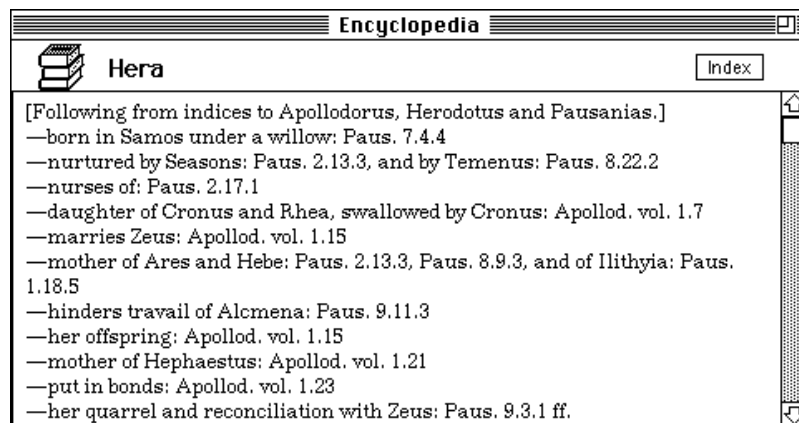 Encyclopedia
Hera
Index
[Following from indices to Apollodorus, Herodotus and Pausanias.]
—born in Samos under a willow: Paus. 7.4.4
—nurtured by Seasons: Paus. 2.13.3, and by Temenus: Paus. 8.22.2
—nurses of: Paus. 2.17.1
—daughter of Cronus and Rhea, swallowed by Cronus: Apollod. vol. 1.7
—marries Zeus: Apollod. vol. 1.15
—mother of Ares and Hebe: Paus. 2.13.3, Paus. 8.9.3, and of Ilithyia: Paus.
1.18.5
—hinders travail of Alcmena: Paus. 9.11.3
—her offspring: Apollod. vol. 1.15
—mother of Hephaestus: Apollod. vol. 1.21
—put in bonds: Apollod. vol. 1.23
—her quarrel and reconciliation with Zeus: Paus. 9.3.1 ff.